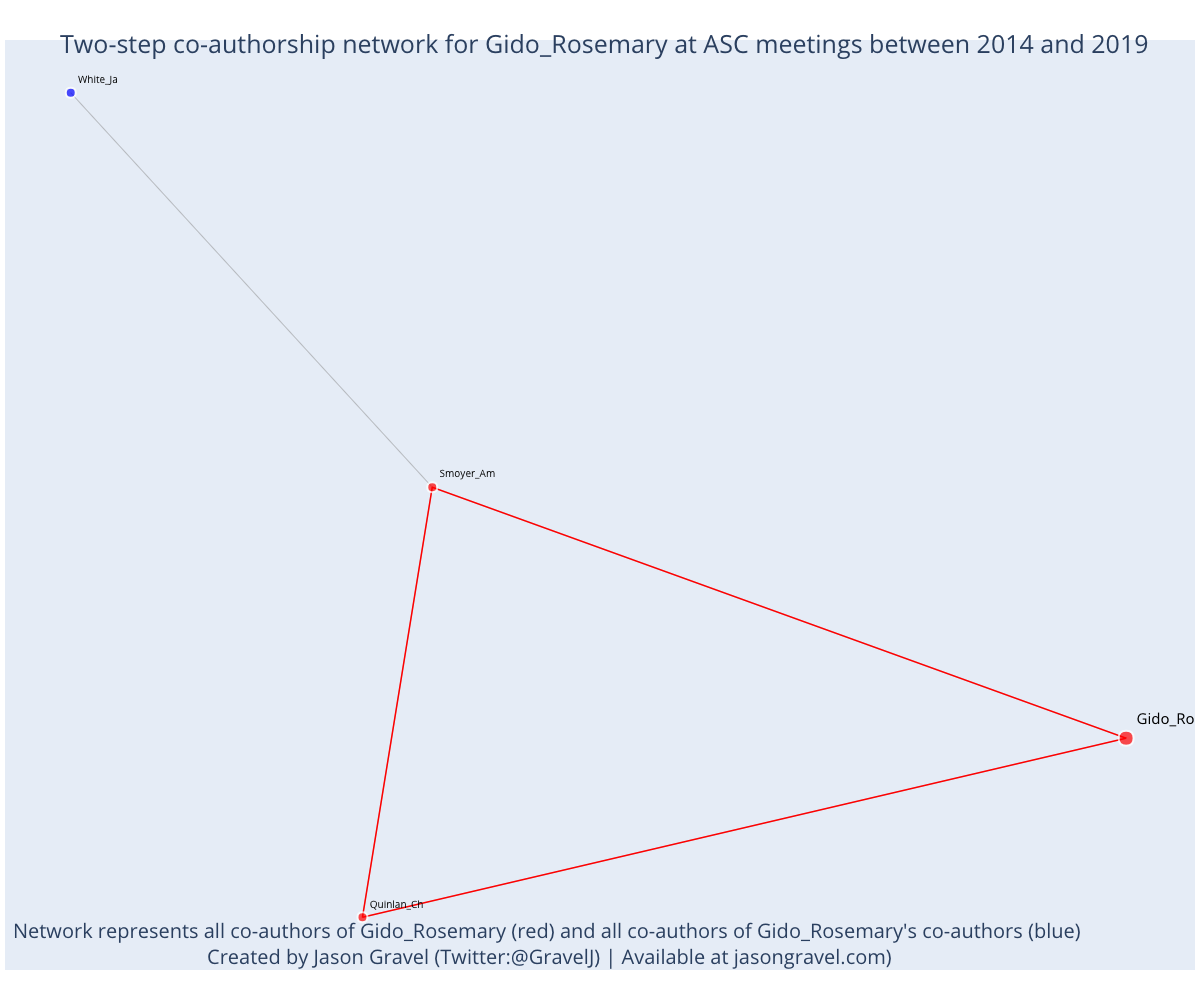 Two-step co-authorship network for Gido_Rosemary at ASC meetings between 2014 and 2019
White_Ja
Smoyer_Am
Gido_Ro
Quinlan_Ch
Network represents all co-authors of Gido_Rosemary (red) and all co-authors of Gido_Rosemary's co-authors (blue)
Created by Jason Gravel (Twitter:@GravelJ) | Available at jasongravel.com)